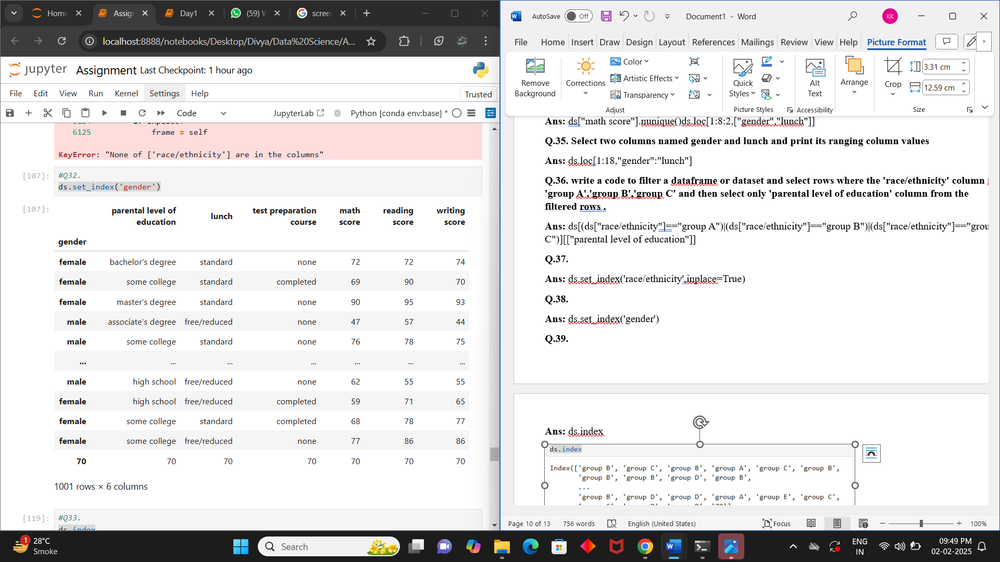 Home
Assign
Day1
(59) W
screen
localhost:8888/notebooks/Desktop/Divya/Data%20Science/A...
jupyter Assignment Last Checkpoint: 1 hour ago
File Edit View Run Kernel Settings Help Trusted
Code JupyterLab Python [conda env:base] *
6125 frame = self
KeyError: "None of ['race/ethnicity'] are in the columns"
[107]: #Q32.
ds.set_index('gender')
[107]:
parental level of education lunch test preparation course math score reading score writing score
gender
female bachelor's degree standard none 72 72 74
female some college standard completed 69 90 70
female master's degree standard none 90 95 93
male associate's degree free/reduced none 47 57 44
male some college standard none 76 78 75
... ... ... ... ... ... ...
male high school free/reduced none 62 55 55
female high school free/reduced completed 59 71 65
female some college standard completed 68 78 77
female some college free/reduced none 77 86 86
70 70 70 70 70 70 70
1001 rows × 6 columns
[119]: #Q33.
ds.index
AutoSave Off Document1 - Word KK
File Home Insert Draw Design Layout References Mailings Review View Help Picture Format
Remove Background
Corrections
Color
Artistic Effects
Transparency
Adjust
Quick Styles
Picture Styles
Alt Text
Accessibility
Arrange
Crop
3.31 cm
12.59 cm
Size
Ans: ds["math score"].nunique()ds.loc[1:8:2,["gender","lunch"]]
Q.35. Select two columns named gender and lunch and print its ranging column values
Ans: ds.loc[1:18,"gender":"lunch"]
Q.36. write a code to filter a dataframe or dataset and select rows where the 'race/ethnicity' column
'group A','group B','group C' and then select only 'parental level of education' column from the
filtered rows .
Ans: ds[(ds["race/ethnicity"]=="group A")|(ds["race/ethnicity"]=="group B")|(ds["race/ethnicity"]=="grou
C")][["parental level of education"]]
Q.37.
Ans: ds.set_index('race/ethnicity',inplace=True)
Q.38.
Ans: ds.set_index('gender')
Q.39.
Ans: ds.index
ds.index
Index(['group B', 'group C', 'group B', 'group A', 'group C', 'group B',
'group B', 'group B', 'group D', 'group B',
...
'group B', 'group D', 'group D', 'group A', 'group E', 'group C',
Page 10 of 13 756 words English (United States) Focus 100%
1
28°C
Smoke
Search
ENG
IN
09:49 PM
02-02-2025